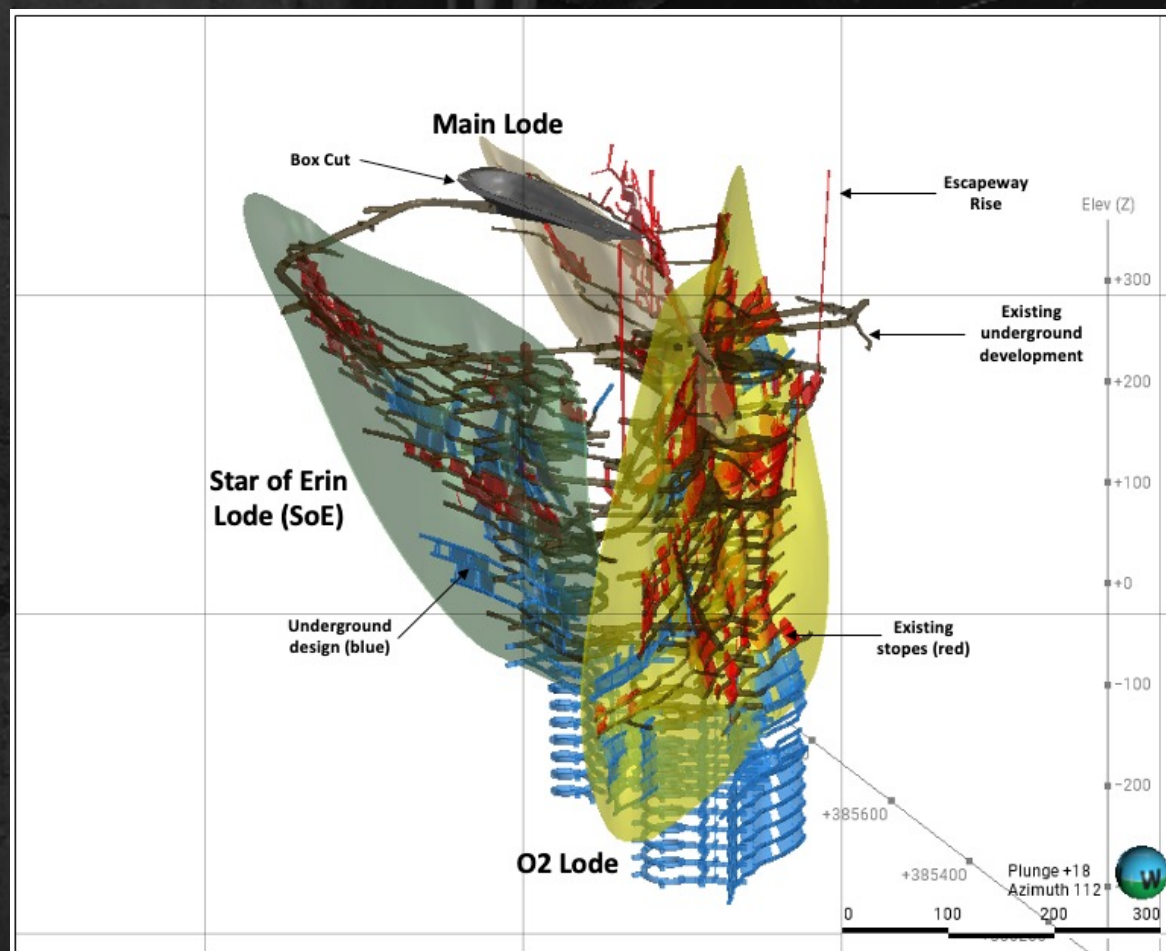 Main Lode
Box Cut
Escapeway
Rise
Elev (Z)
+300
Existing
underground
development
+200
+100
Star of Erin
Lode (SoE)
+0
Underground
design (blue)
Existing
stopes (red)
-100
-200
+385600
O2 Lode
+385400
Plunge +18
Azimuth 112
W
0 100 200 300